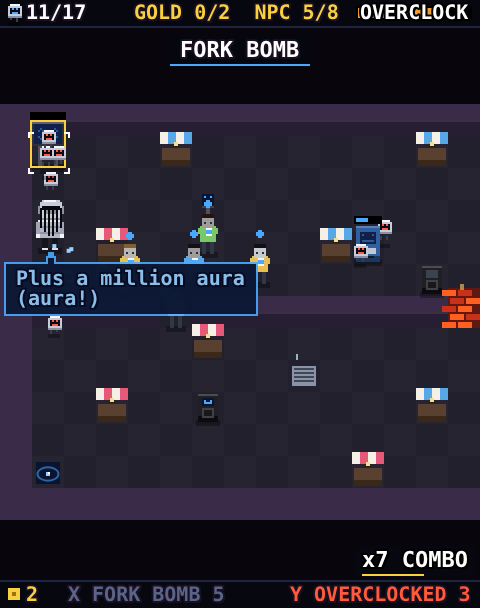 11/17 GOLD 0/2 NPC 5/8 OVERCLOCK
FORK BOMB
Plus a million aura
(aura!)
x7 COMBO
2 X FORK BOMB 5 Y OVERCLOCKED 3